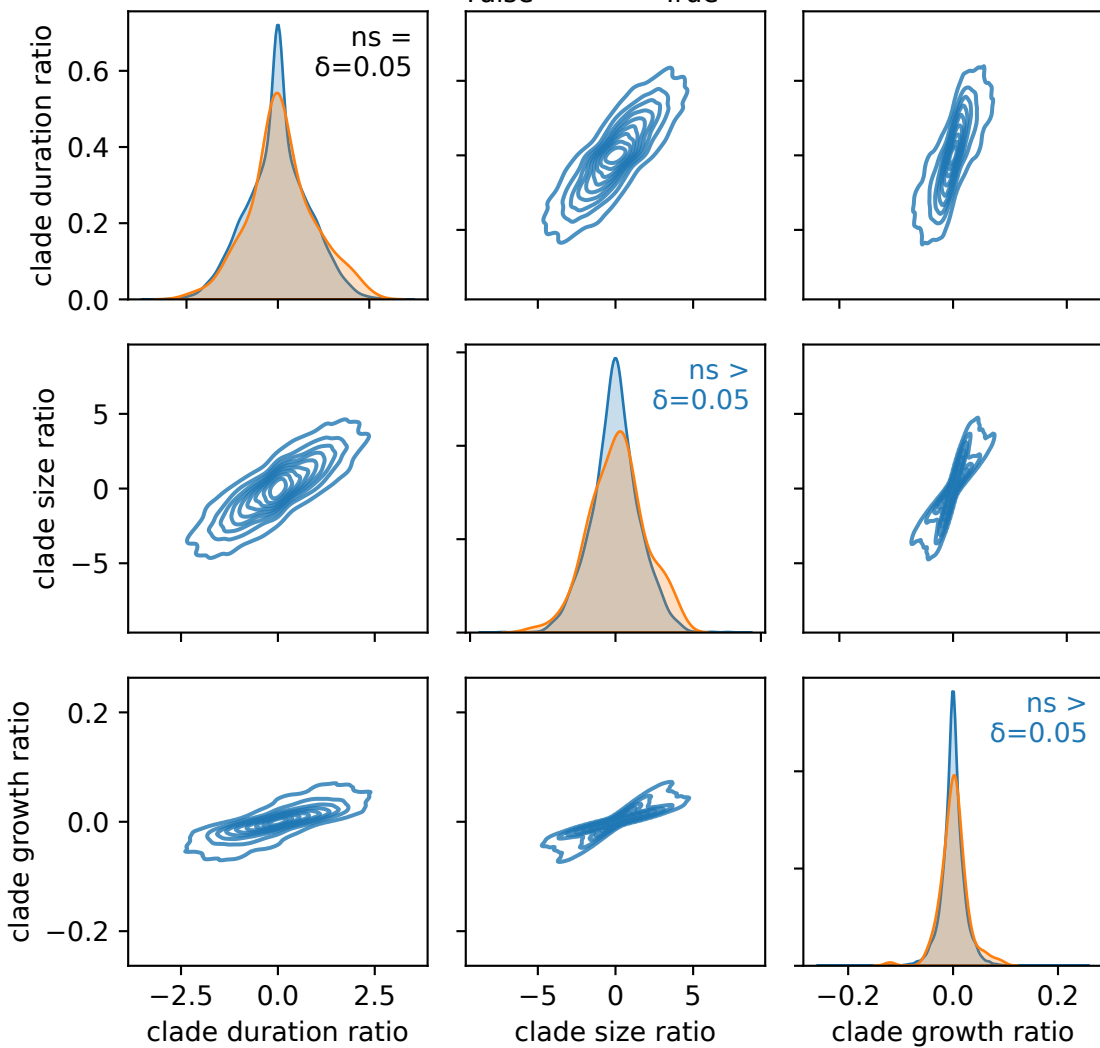 clade duration ratio
0.6
0.4
0.2
0.0
ns =
δ=0.05
clade size ratio
5
0
−5
ns >
δ=0.05
clade growth ratio
0.2
0.0
−0.2
ns >
δ=0.05
−2.5 0.0 2.5
−5 0 5
−0.2 0.0 0.2
clade duration ratio
clade size ratio
clade growth ratio